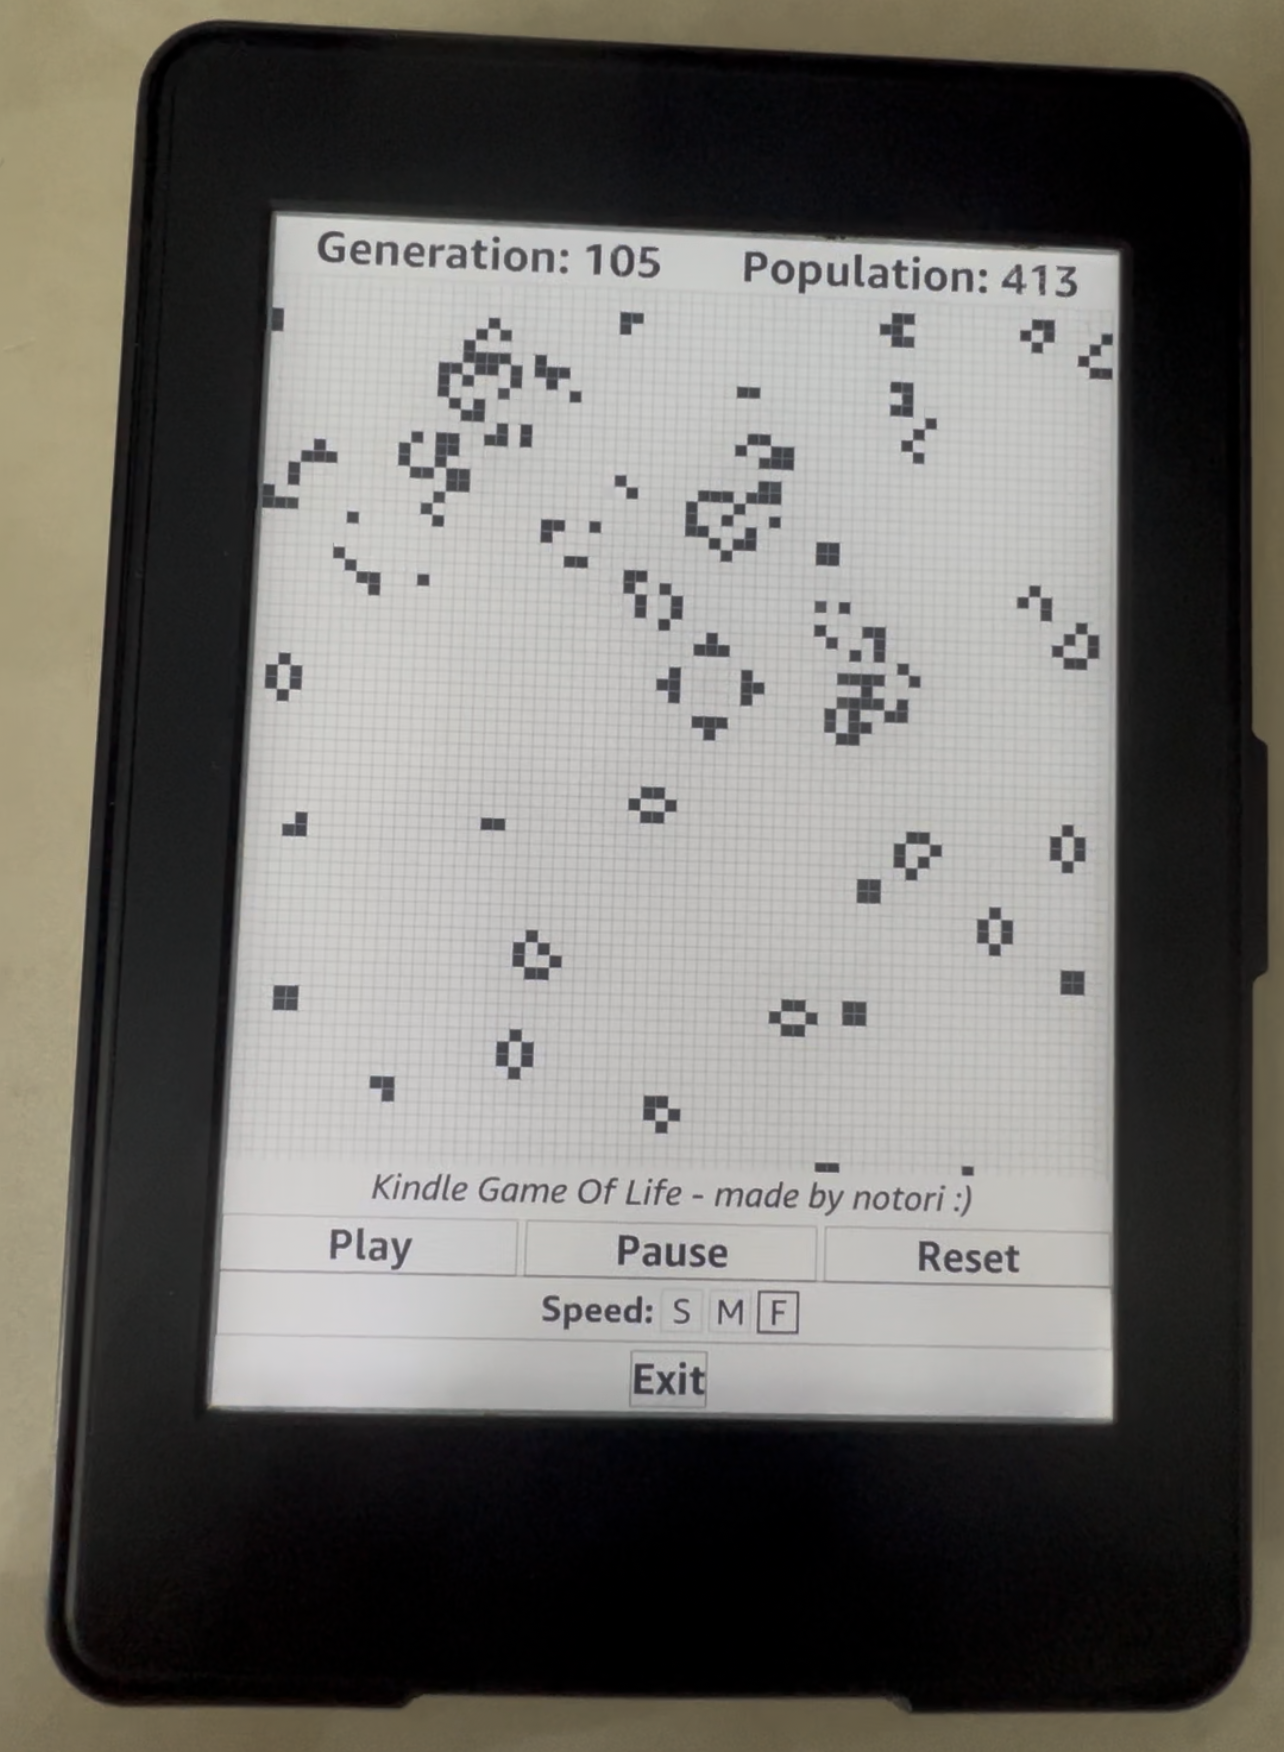 Generation: 105 Population: 413
Kindle Game Of Life - made by notori :)
Play Pause Reset
Speed: S M F
Exit